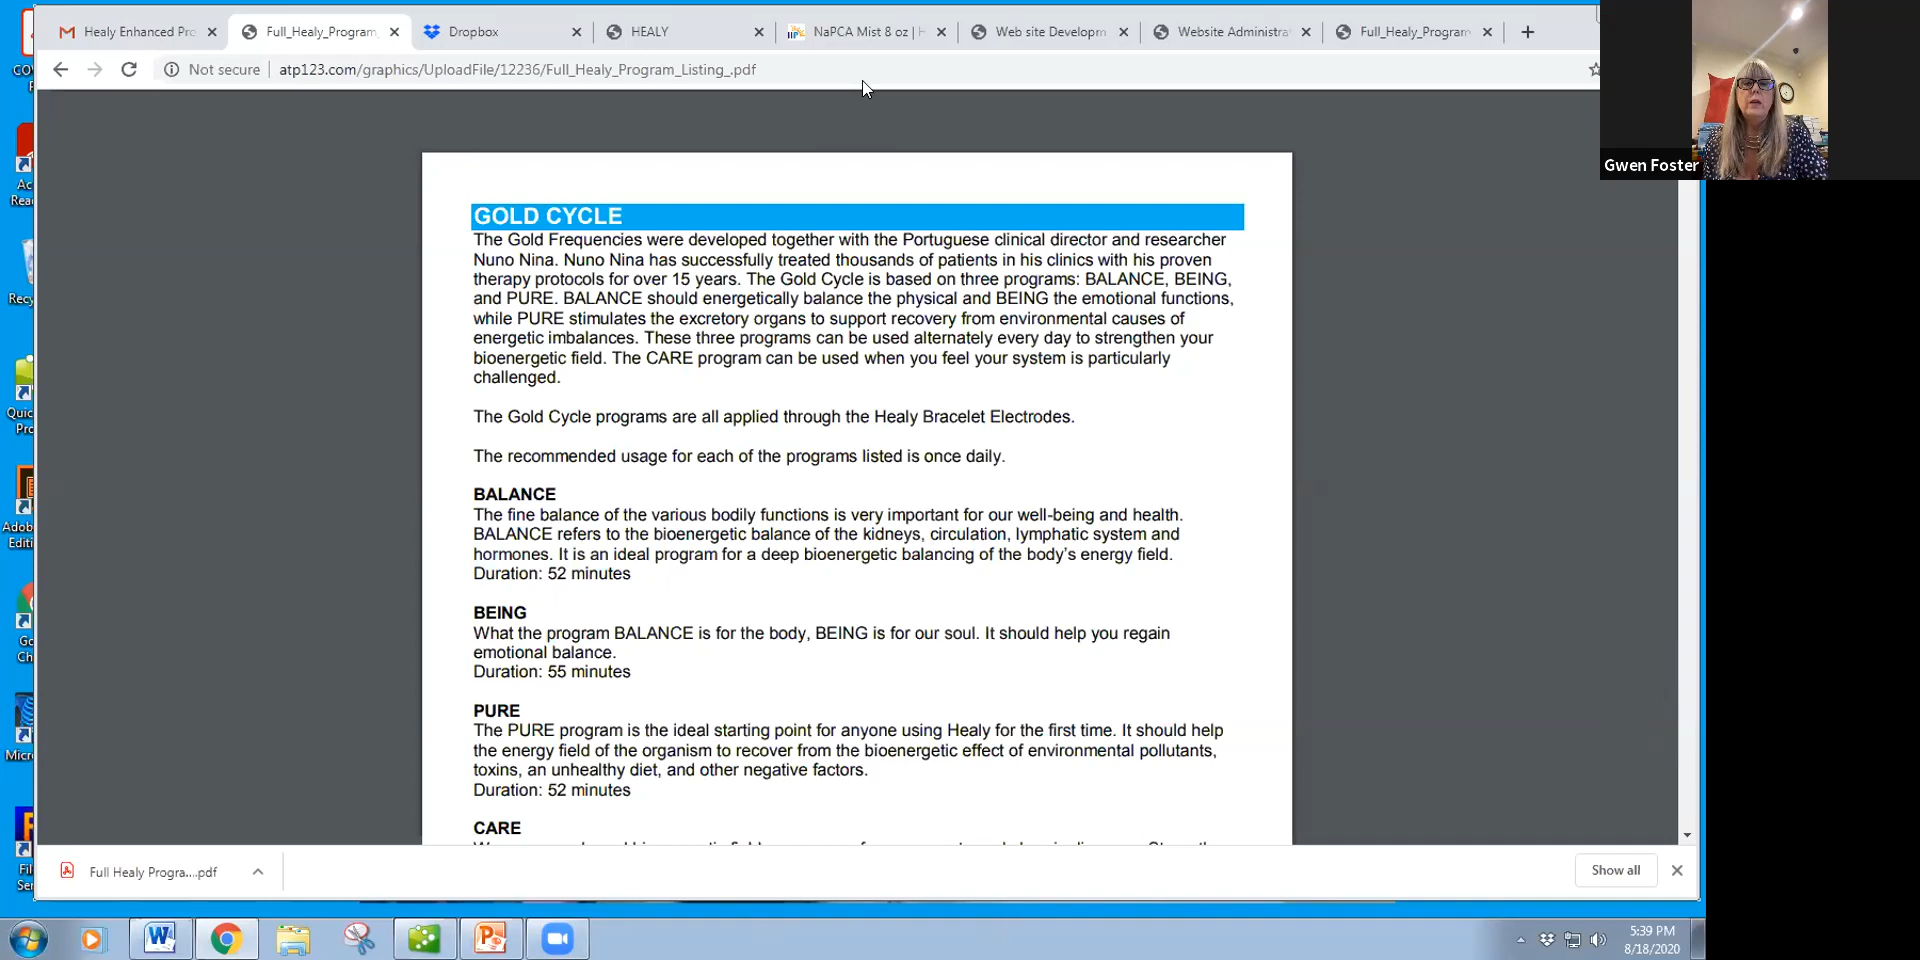 Healy Enhanced Pro
Full_Healy_Program
Dropbox
HEALY
NaPCA Mist 8 oz | H
Web site Developm
Website Administra
Full_Healy_Program
Not secure
atp123.com/graphics/UploadFile/12236/Full_Healy_Program_Listing_.pdf
Gwen Foster
GOLD CYCLE
The Gold Frequencies were developed together with the Portuguese clinical director and researcher
Nuno Nina. Nuno Nina has successfully treated thousands of patients in his clinics with his proven
therapy protocols for over 15 years. The Gold Cycle is based on three programs: BALANCE, BEING,
and PURE. BALANCE should energetically balance the physical and BEING the emotional functions,
while PURE stimulates the excretory organs to support recovery from environmental causes of
energetic imbalances. These three programs can be used alternately every day to strengthen your
bioenergetic field. The CARE program can be used when you feel your system is particularly
challenged.
The Gold Cycle programs are all applied through the Healy Bracelet Electrodes.
The recommended usage for each of the programs listed is once daily.
BALANCE
The fine balance of the various bodily functions is very important for our well-being and health.
BALANCE refers to the bioenergetic balance of the kidneys, circulation, lymphatic system and
hormones. It is an ideal program for a deep bioenergetic balancing of the body's energy field.
Duration: 52 minutes
BEING
What the program BALANCE is for the body, BEING is for our soul. It should help you regain
emotional balance.
Duration: 55 minutes
PURE
The PURE program is the ideal starting point for anyone using Healy for the first time. It should help
the energy field of the organism to recover from the bioenergetic effect of environmental pollutants,
toxins, an unhealthy diet, and other negative factors.
Duration: 52 minutes
CARE
Full Healy Progra....pdf
Show all
5:39 PM
8/18/2020